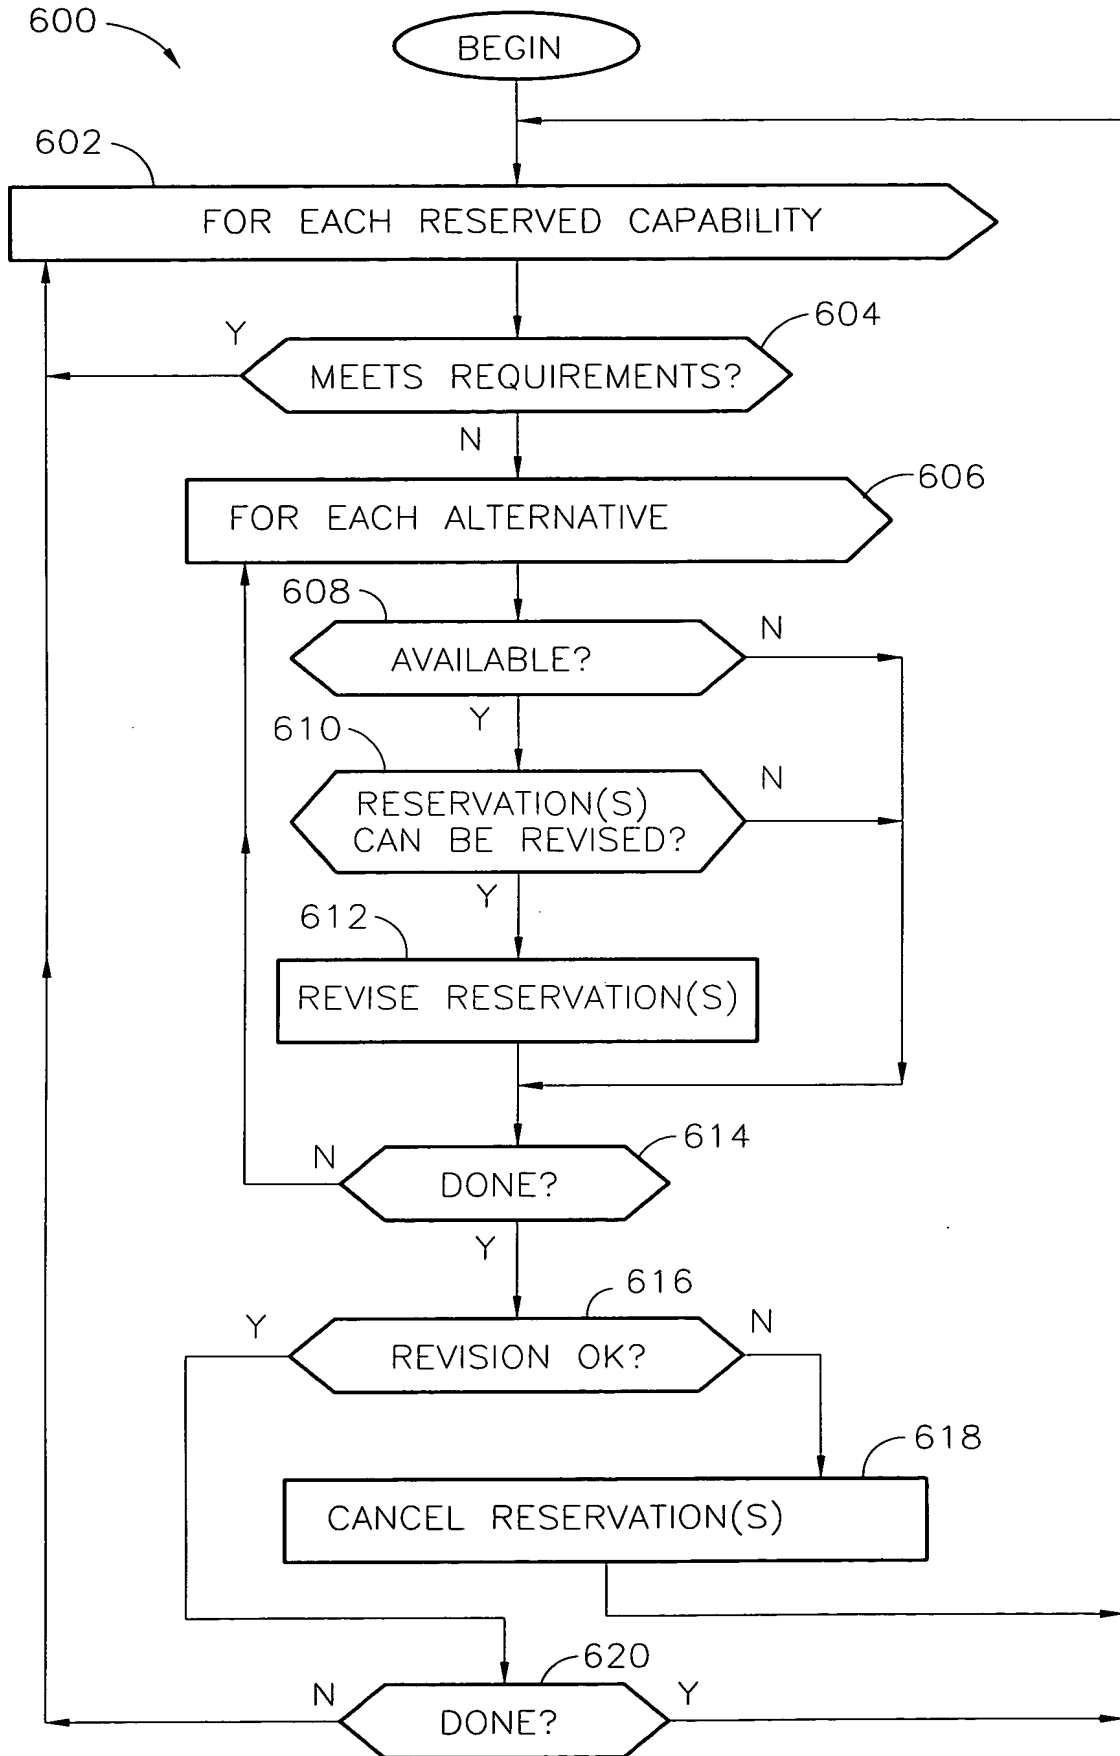 600
BEGIN
602
FOR EACH RESERVED CAPABILITY
604
Y
MEETS REQUIREMENTS?
N
606
FOR EACH ALTERNATIVE
608
N
AVAILABLE?
Y
610
N
RESERVATION(S)
CAN BE REVISED?
Y
612
REVISE RESERVATION(S)
614
N
DONE?
Y
616
Y
N
REVISION OK?
618
CANCEL RESERVATION(S)
620
N
Y
DONE?